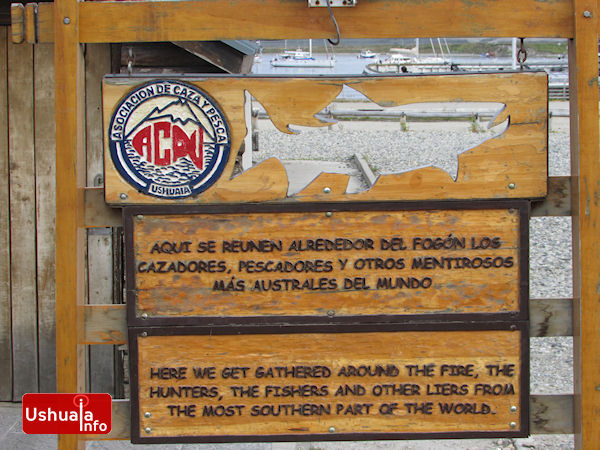 ASOCIACION DE CAZA Y PESCA
ACPU
USHUAIA
AQUI SE REUNEN ALREDEDOR DEL FOGÓN LOS
CAZADORES, PESCADORES Y OTROS MENTIROSOS
MÁS AUSTRALES DEL MUNDO
HERE WE GET GATHERED AROUND THE FIRE, THE
HUNTERS, THE FISHERS AND OTHER LIERS FROM
THE MOST SOUTHERN PART OF THE WORLD.
Ushuaia
info